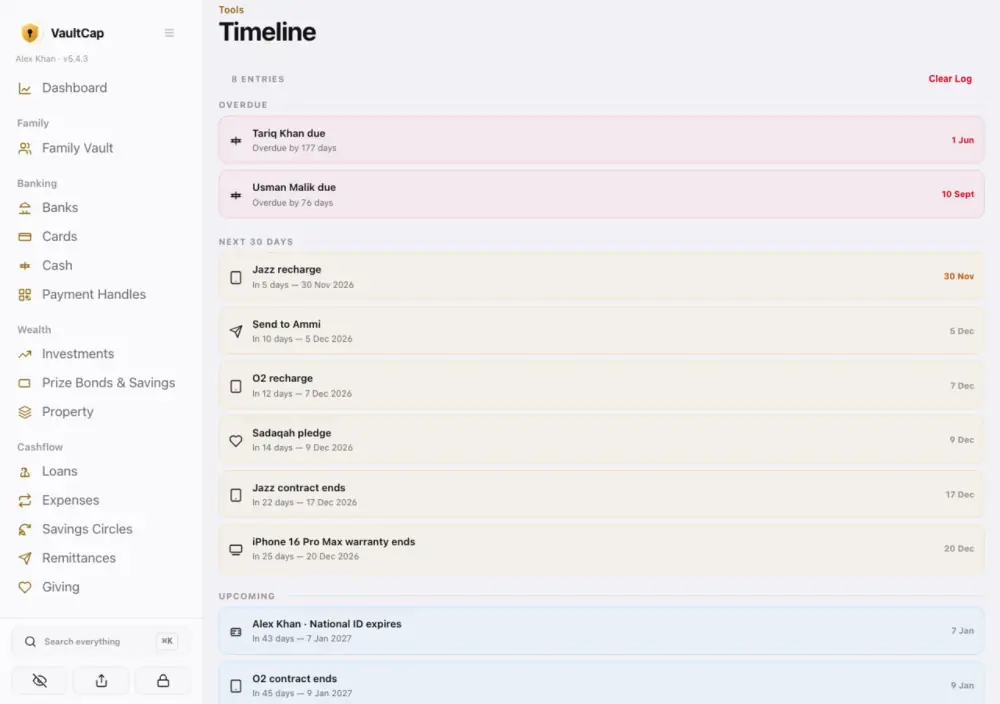 VaultCap
Alex Khan · v5.4.3
Dashboard
Family
Family Vault
Banking
Banks
Cards
Cash
Payment Handles
Wealth
Investments
Prize Bonds & Savings
Property
Cashflow
Loans
Expenses
Savings Circles
Remittances
Giving
Search everything
⌘K
Tools
Timeline
8 ENTRIES
Clear Log
OVERDUE
Tariq Khan due
Overdue by 177 days
1 Jun
Usman Malik due
Overdue by 76 days
10 Sept
NEXT 30 DAYS
Jazz recharge
In 5 days — 30 Nov 2026
30 Nov
Send to Ammi
In 10 days — 5 Dec 2026
5 Dec
O2 recharge
In 12 days — 7 Dec 2026
7 Dec
Sadaqah pledge
In 14 days — 9 Dec 2026
9 Dec
Jazz contract ends
In 22 days — 17 Dec 2026
17 Dec
iPhone 16 Pro Max warranty ends
In 25 days — 20 Dec 2026
20 Dec
UPCOMING
Alex Khan · National ID expires
In 43 days — 7 Jan 2027
7 Jan
O2 contract ends
In 45 days — 9 Jan 2027
9 Jan